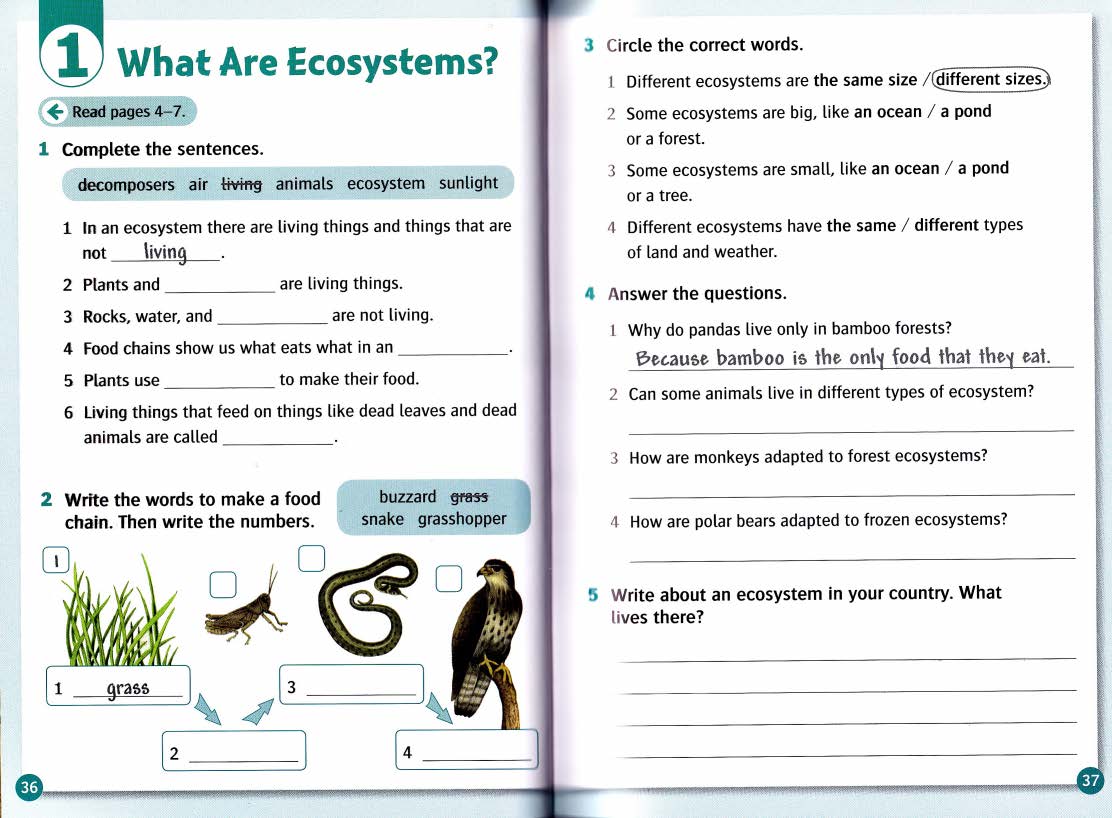 1 What Are Ecosystems?
Read pages 4–7.
1 Complete the sentences.
decomposers air living animals ecosystem sunlight
1 In an ecosystem there are living things and things that are
not living.
2 Plants and ____________ are living things.
3 Rocks, water, and ____________ are not living.
4 Food chains show us what eats what in an ____________.
5 Plants use ____________ to make their food.
6 Living things that feed on things like dead leaves and dead
animals are called ____________.
2 Write the words to make a food
chain. Then write the numbers.
buzzard grass
snake grasshopper
1
1 grass
2 ____________
3 ____________
4 ____________
36
3 Circle the correct words.
1 Different ecosystems are the same size / different sizes.
2 Some ecosystems are big, like an ocean / a pond
or a forest.
3 Some ecosystems are small, like an ocean / a pond
or a tree.
4 Different ecosystems have the same / different types
of land and weather.
4 Answer the questions.
1 Why do pandas live only in bamboo forests?
Because bamboo is the only food that they eat.
2 Can some animals live in different types of ecosystem?
3 How are monkeys adapted to forest ecosystems?
4 How are polar bears adapted to frozen ecosystems?
5 Write about an ecosystem in your country. What
lives there?
37